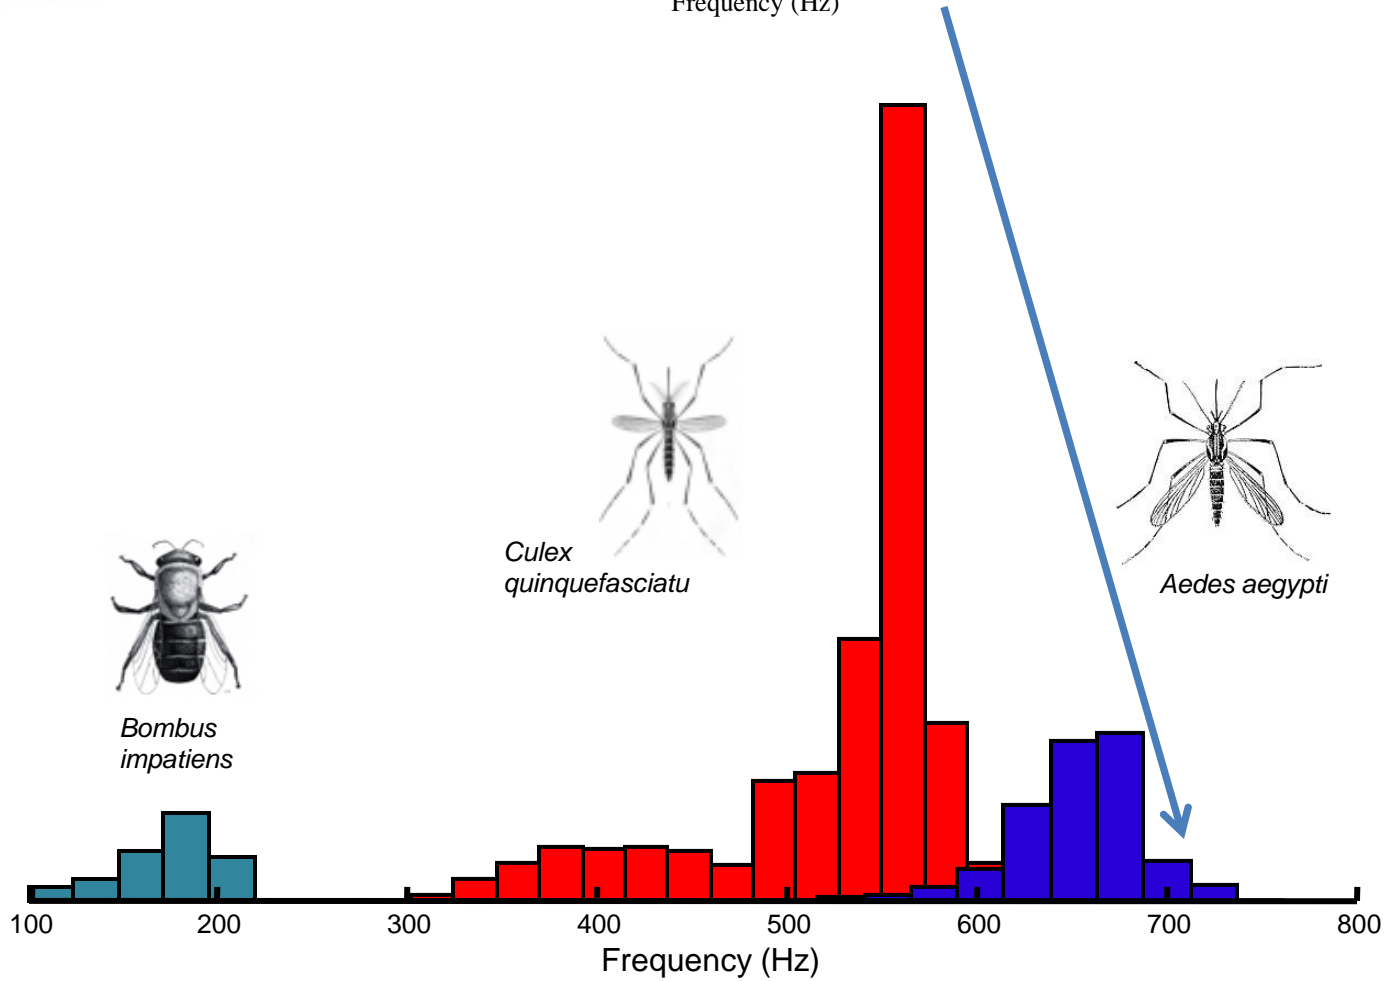 Frequency (Hz)
Culex
quinquefasciatu
Aedes aegypti
Bombus
impatiens
100 200 300 400 500 600 700 800
Frequency (Hz)